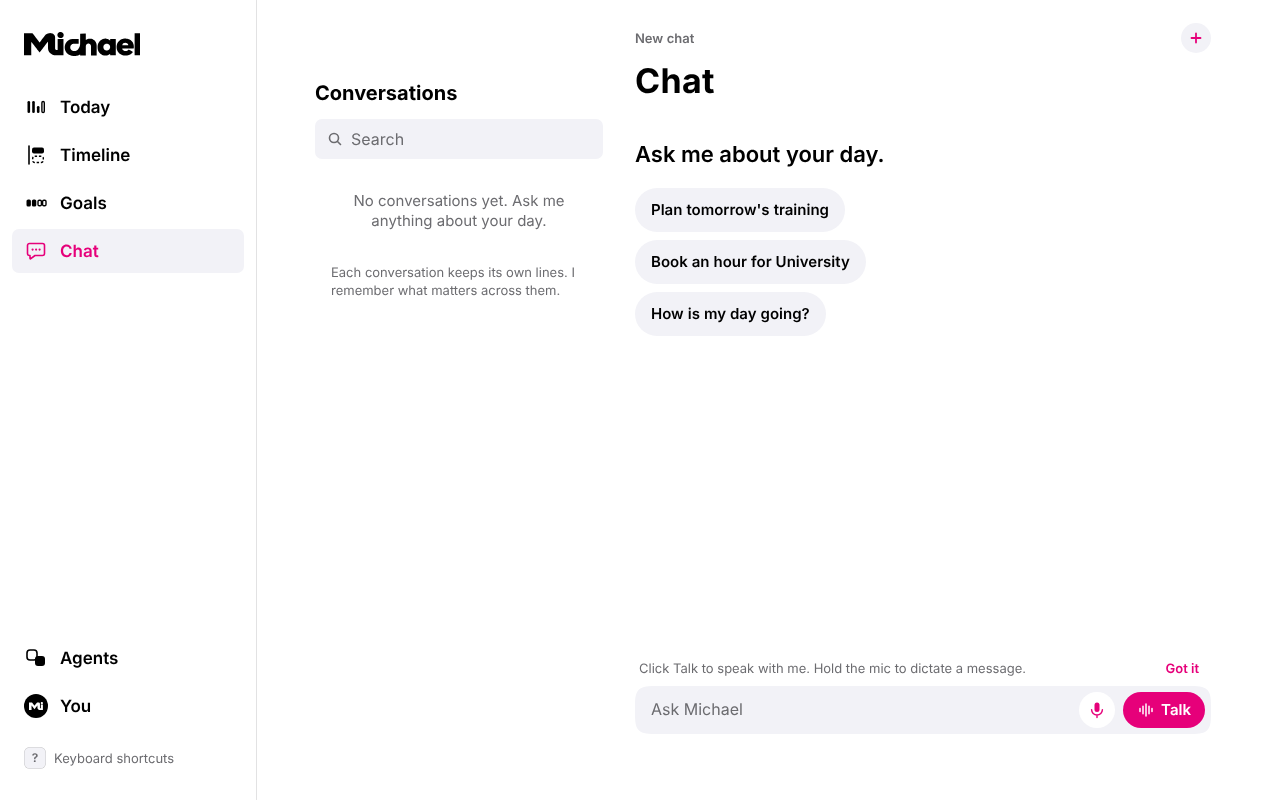 Michael
Today
Timeline
Goals
Chat
Agents
Mi
You
?
Keyboard shortcuts
Conversations
Search
No conversations yet. Ask me
anything about your day.
Each conversation keeps its own lines. I
remember what matters across them.
New chat
+
Chat
Ask me about your day.
Plan tomorrow's training
Book an hour for University
How is my day going?
Click Talk to speak with me. Hold the mic to dictate a message.
Got it
Ask Michael
Talk